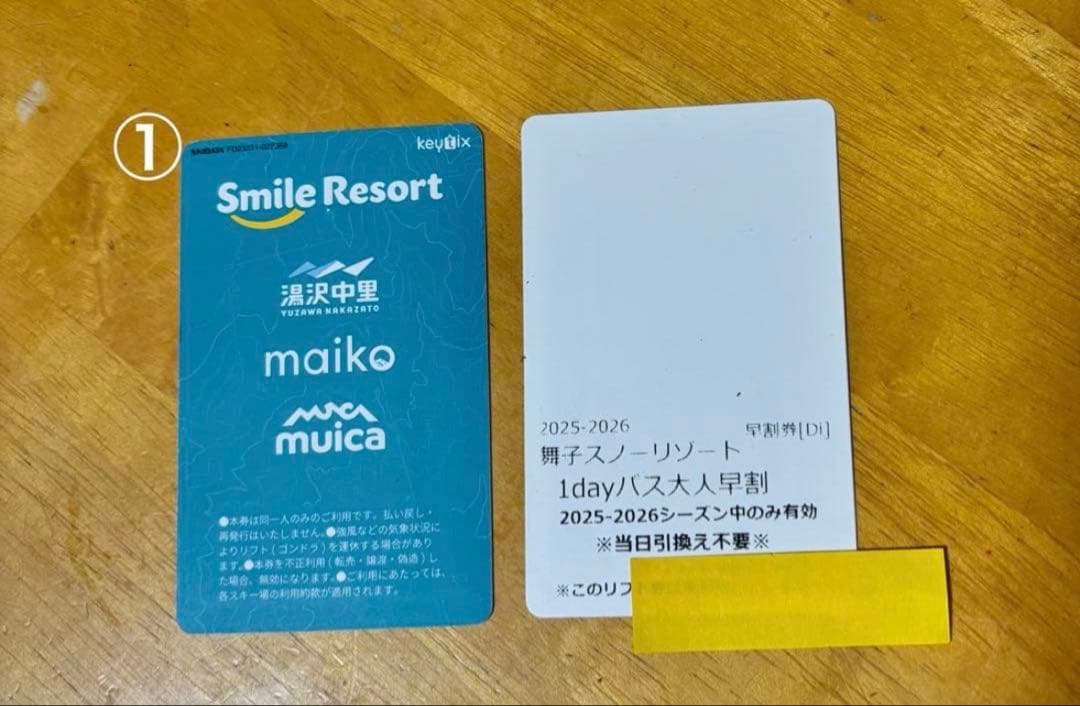 ①
keytix
Smile Resort
湯沢中里
YUZAWA NAKAZATO
maiko
muica
●本券は同一人のみのご利用です。払い戻し・
再発行はいたしません。●強風などの気象状況に
よりリフト(ゴンドラ)を運休する場合があり
ます。●本券を不正利用(転売・譲渡・偽造)し
た場合、無効になります。●ご利用にあたっては、
各スキー場の利用約款が適用されます。
2025-2026 早割券[Di]
舞子スノーリゾート
1dayパス大人早割
2025-2026シーズン中のみ有効
※当日引換え不要※
※このリフ